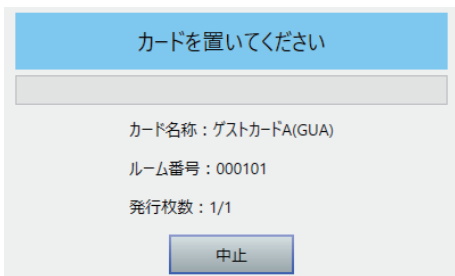 カードを置いてください
カード名称：ゲストカードA(GUA)
ルーム番号：000101
発行枚数：1/1
中止